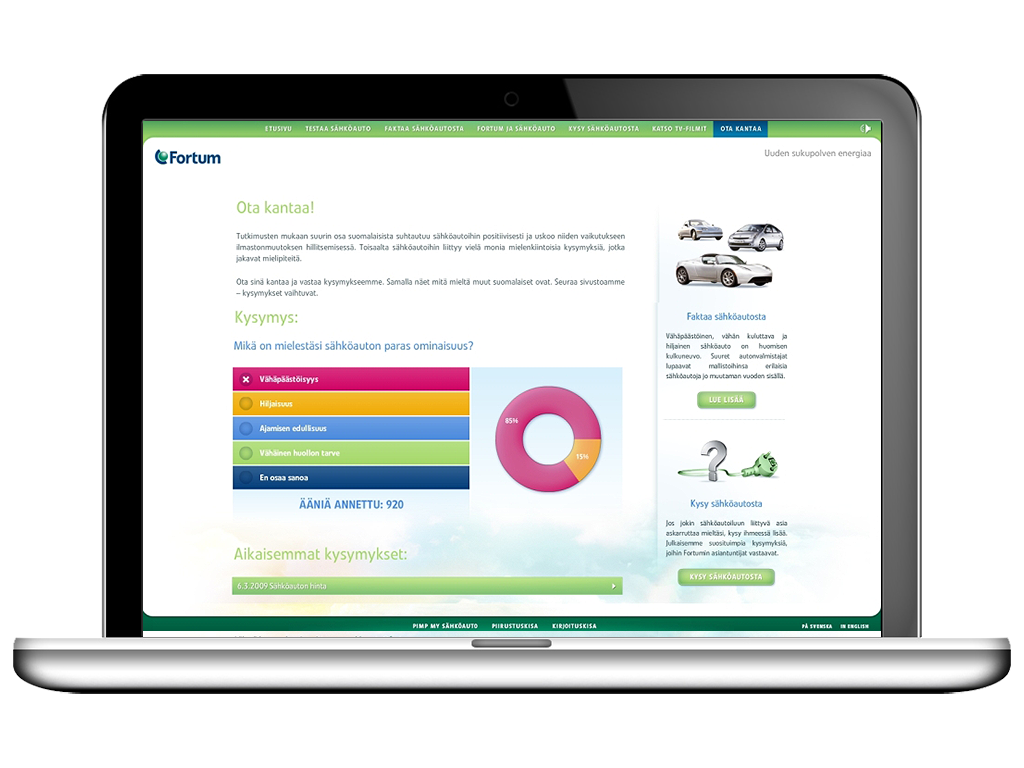 ETUSIVU TESTAA SÄHKÖAUTO FAKTAA SÄHKÖAUTOSTA FORTUM JA SÄHKÖAUTO KYSY SÄHKÖAUTOSTA KATSO TV-FILMIT OTA KANTAA
Fortum
Uuden sukupolven energiaa
Ota kantaa!
Tutkimusten mukaan suurin osa suomalaisista suhtautuu sähköautoihin positiivisesti ja uskoo niiden vaikutukseen
ilmastonmuutoksen hillitsemisessä. Toisaalta sähköautoihin liittyy vielä monia mielenkiintoisia kysymyksiä, jotka
jakavat mielipiteitä.
Ota sinä kantaa ja vastaa kysymykseemme. Samalla näet mitä mieltä muut suomalaiset ovat. Seuraa sivustoamme
– kysymykset vaihtuvat.
Kysymys:
Mikä on mielestäsi sähköauton paras ominaisuus?
Vähäpäästöisyys
Hiljaisuus
Ajamisen edullisuus
Vähäinen huollon tarve
En osaa sanoa
85%
15%
ÄÄNIÄ ANNETTU: 920
Aikaisemmat kysymykset:
6.3.2009 Sähköauton hinta
Faktaa sähköautosta
Vähäpäästöinen, vähän kuluttava ja
hiljainen sähköauto on huomisen
kulkuneuvo. Suuret autonvalmistajat
lupaavat mallistoihinsa erilaisia
sähköautoja jo muutaman vuoden sisällä.
LUE LISÄÄ
Kysy sähköautosta
Jos jokin sähköautoiluun liittyvä asia
askarruttaa mieltäsi, kysy ihmeessä lisää.
Julkaisemme suosituimpia kysymyksiä,
joihin Fortumin asiantuntijat vastaavat.
KYSY SÄHKÖAUTOSTA
PIMP MY SÄHKÖAUTO PIIRUSTUSKISA KIRJOITUSKISA
PÅ SVENSKA IN ENGLISH